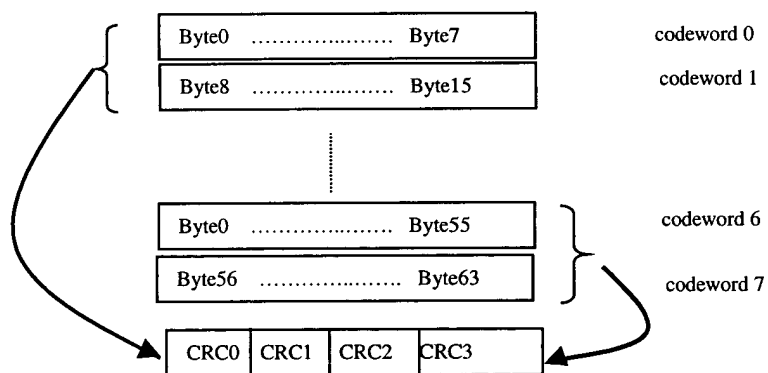 Byte0 ………………….. Byte7 codeword 0
Byte8 ………………….. Byte15 codeword 1
Byte0 ………………….. Byte55 codeword 6
Byte56 ………………….. Byte63 codeword 7
CRC0 CRC1 CRC2 CRC3